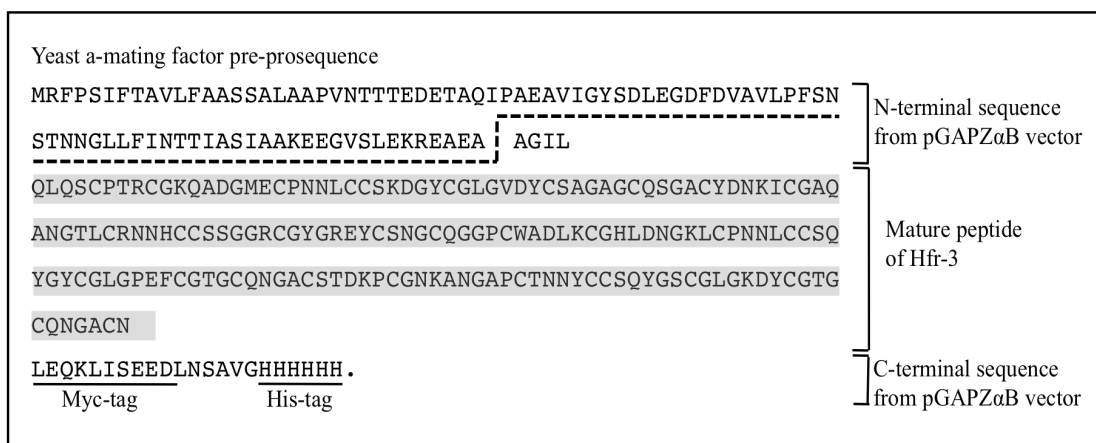 Yeast a-mating factor pre-prosequence
MRFPSIFTAVLFAASSALAAPVNTTTEDETAQIPAEAVIGYSDLEGDFDVAVLPFSN
STNNGLLFINTTIASIAAKEEGVSLEKREAEA AGIL
N-terminal sequence
from pGAPZαB vector
QLQSCPTRCGKQADGMECPNNLCCSKDGYCGLGVDYCSAGAGCQSGACYDNKICGAQ
ANGTLCRNNHCCSSGGRCGYGREYCSNGCQGGPCWADLKCGHLDNGKLCPNNLCCSQ
YGYCGLGPEFCGTGCQNGACSTDKPCGNKANGAPCTNNYCCSQYGSCGLGKDYCGTG
CQNGACN
Mature peptide
of Hfr-3
LEQKLISEEDLNSAVGHHHHHH.
Myc-tag His-tag
C-terminal sequence
from pGAPZαB vector